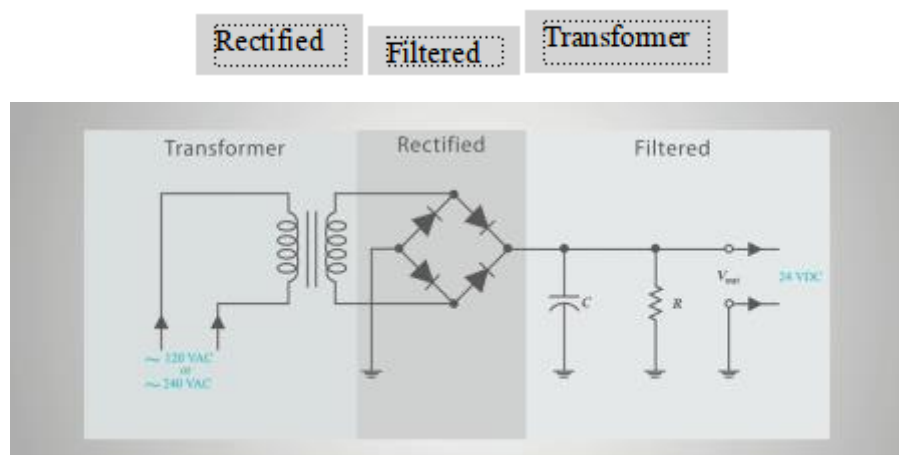 Rectified
Filtered
Transformer
Transformer
Rectified
Filtered
C
R
V
24 VDC
~ 120 VAC
or
~ 240 VAC